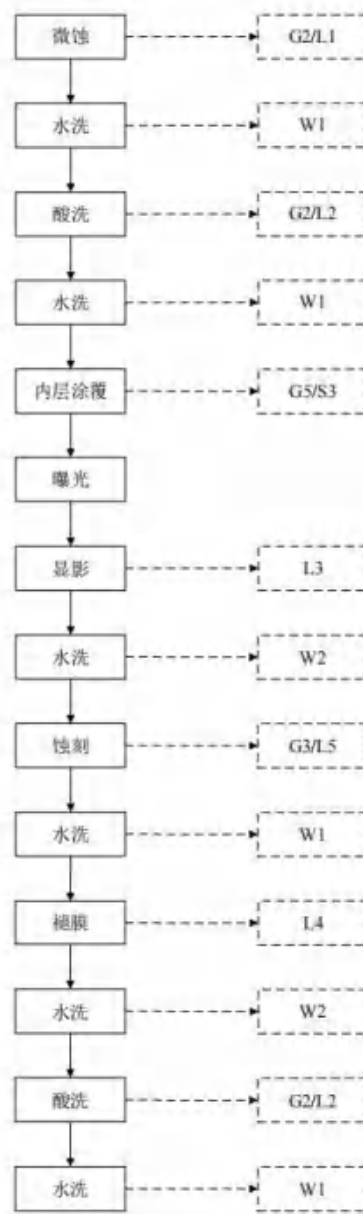 微蚀 G2/L1
水洗 W1
酸洗 G2/L2
水洗 W1
内层涂覆 G5/S3
曝光
显影 L3
水洗 W2
蚀刻 G3/L5
水洗 W1
褪膜 L4
水洗 W2
酸洗 G2/L2
水洗 W1